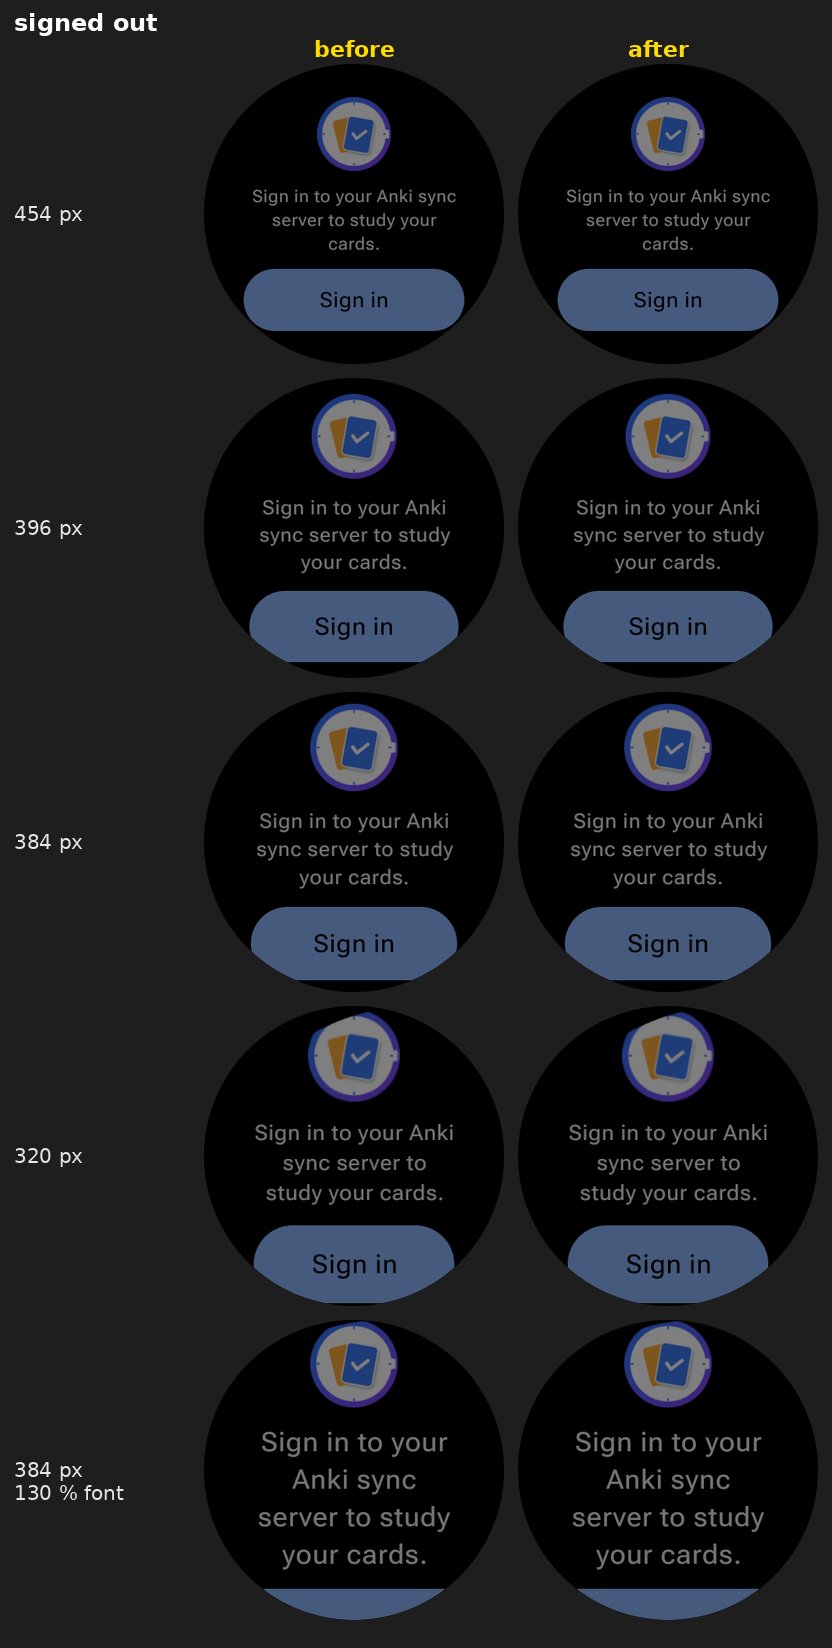 signed out
before after
454 px
Sign in to your Anki sync
server to study your
cards.
Sign in
Sign in to your Anki sync
server to study your
cards.
Sign in
396 px
Sign in to your Anki
sync server to study
your cards.
Sign in
Sign in to your Anki
sync server to study
your cards.
Sign in
384 px
Sign in to your Anki
sync server to study
your cards.
Sign in
Sign in to your Anki
sync server to study
your cards.
Sign in
320 px
Sign in to your Anki
sync server to
study your cards.
Sign in
Sign in to your Anki
sync server to
study your cards.
Sign in
384 px
130 % font
Sign in to your
Anki sync
server to study
your cards.
Sign in to your
Anki sync
server to study
your cards.